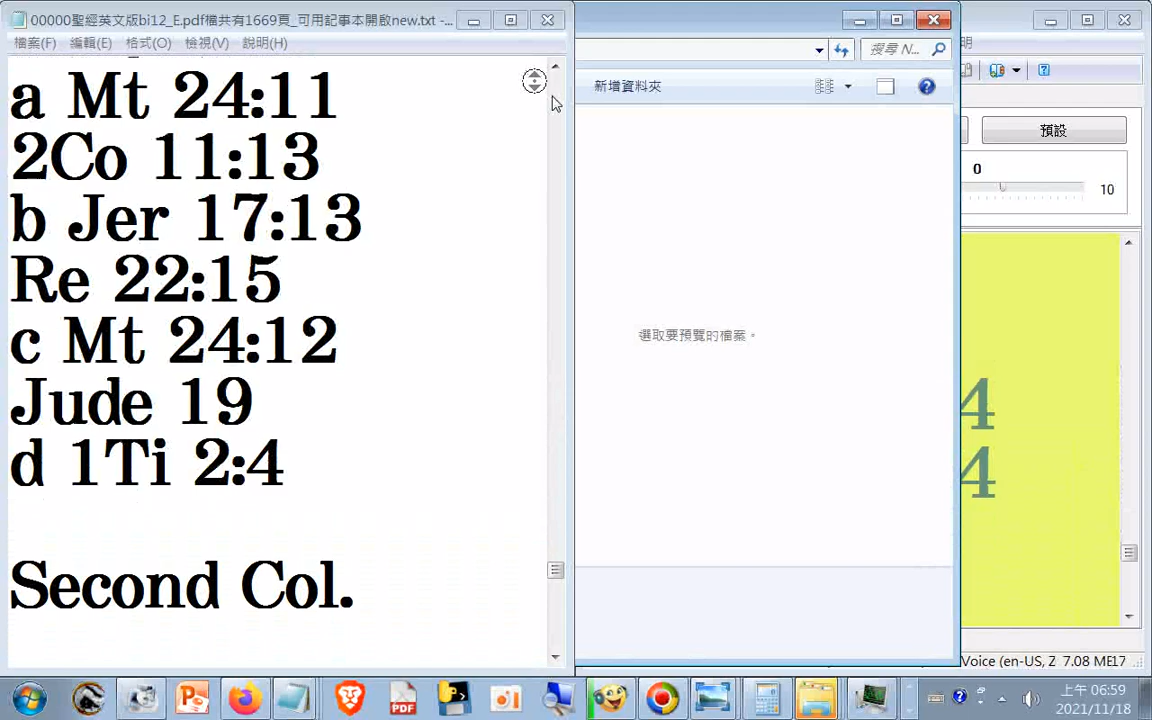 00000聖經英文版bi12_E.pdf檔共有1669頁_可用記事本開啟new.txt -...
檔案(F) 編輯(E) 格式(O) 檢視(V) 說明(H)
a Mt 24:11
2Co 11:13
b Jer 17:13
Re 22:15
c Mt 24:12
Jude 19
d 1Ti 2:4
Second Col.
搜尋 N...
新增資料夾
選取要預覽的檔案。
明
預設
0
10
4
4
Voice (en-US, Z 7.08 ME17
PDF
上午 06:59
2021/11/18